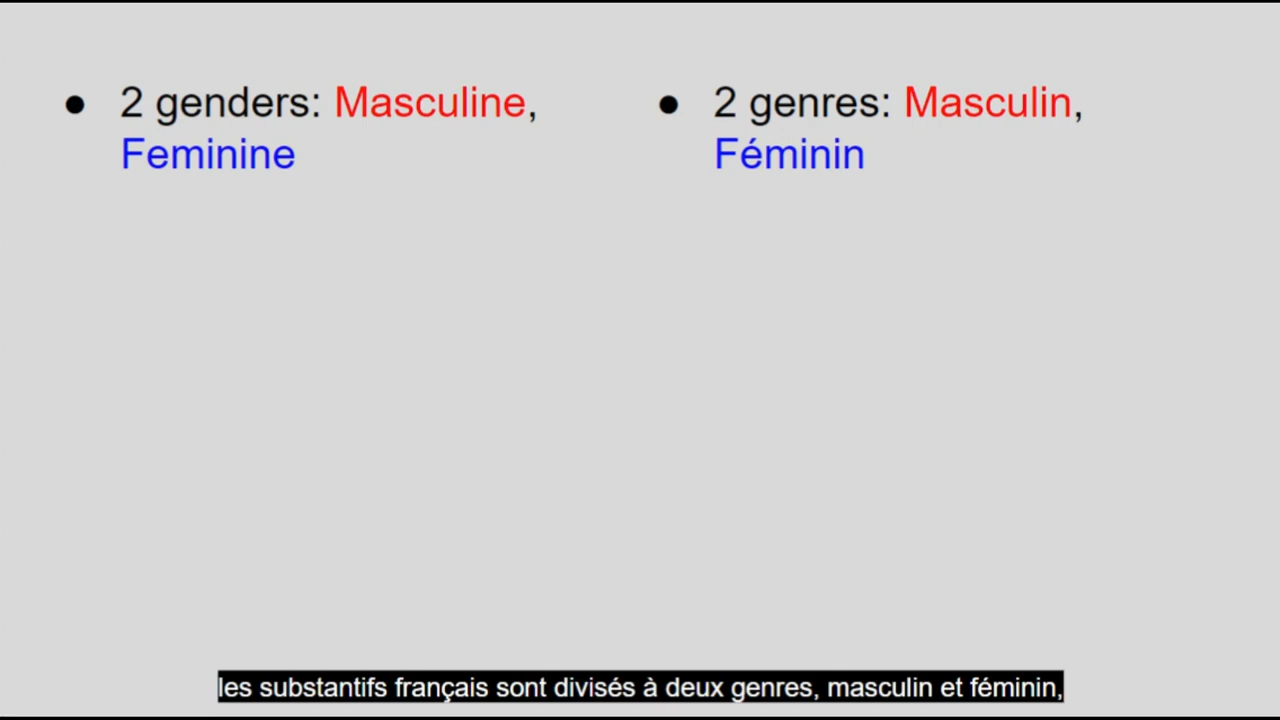 ● 2 genders: Masculine,
Feminine
● 2 genres: Masculin,
Féminin
les substantifs français sont divisés à deux genres, masculin et féminin,